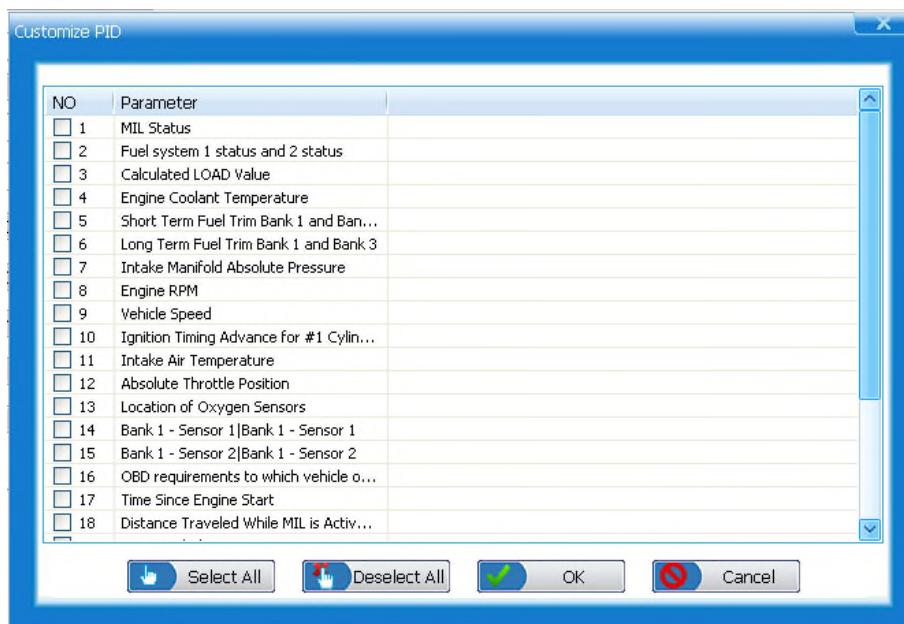 Customize PID
NO Parameter
1 MIL Status
2 Fuel system 1 status and 2 status
3 Calculated LOAD Value
4 Engine Coolant Temperature
5 Short Term Fuel Trim Bank 1 and Ban...
6 Long Term Fuel Trim Bank 1 and Bank 3
7 Intake Manifold Absolute Pressure
8 Engine RPM
9 Vehicle Speed
10 Ignition Timing Advance for #1 Cylin...
11 Intake Air Temperature
12 Absolute Throttle Position
13 Location of Oxygen Sensors
14 Bank 1 - Sensor 1|Bank 1 - Sensor 1
15 Bank 1 - Sensor 2|Bank 1 - Sensor 2
16 OBD requirements to which vehicle o...
17 Time Since Engine Start
18 Distance Traveled While MIL is Activ...
Select All Deselect All OK Cancel